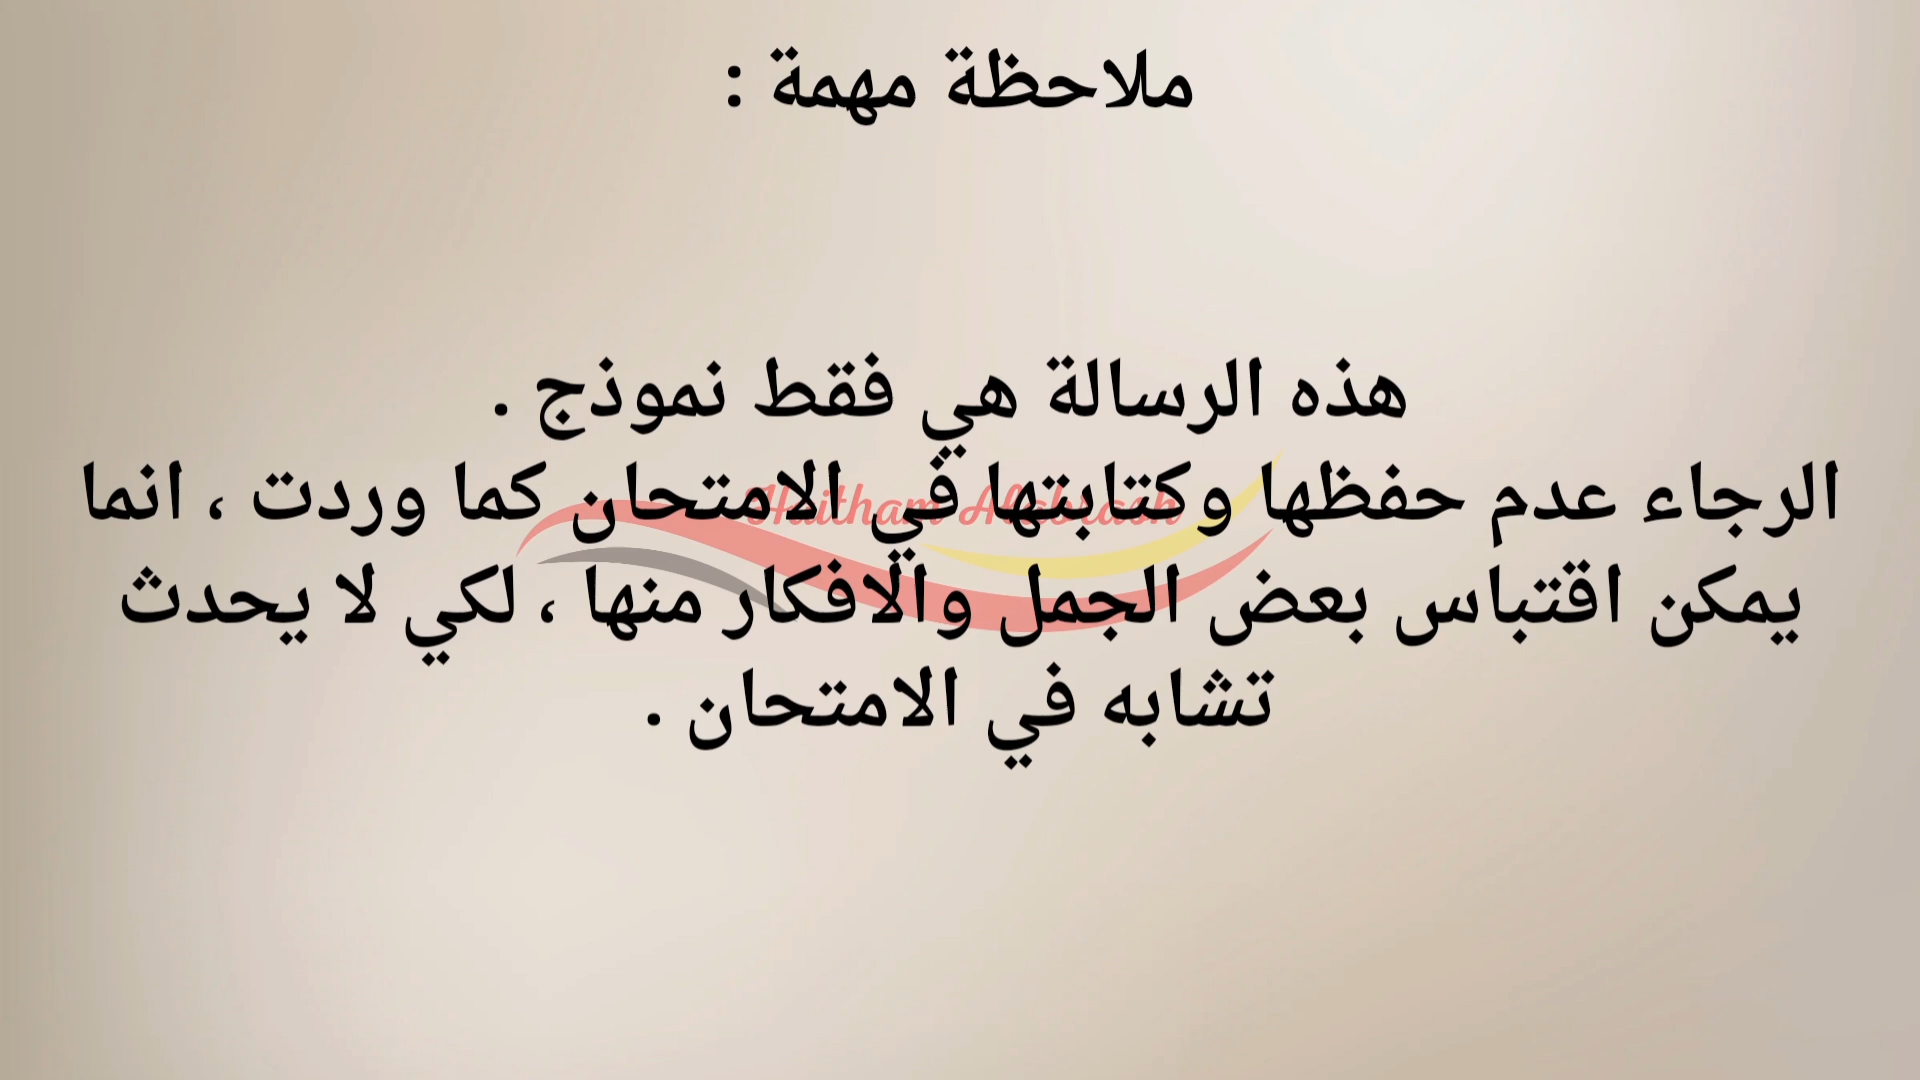 ملاحظة مهمة :
هذه الرسالة هي فقط نموذج .
الرجاء عدم حفظها وكتابتها في الامتحان كما وردت ، انما
يمكن اقتباس بعض الجمل والافكار منها ، لكي لا يحدث
تشابه في الامتحان .